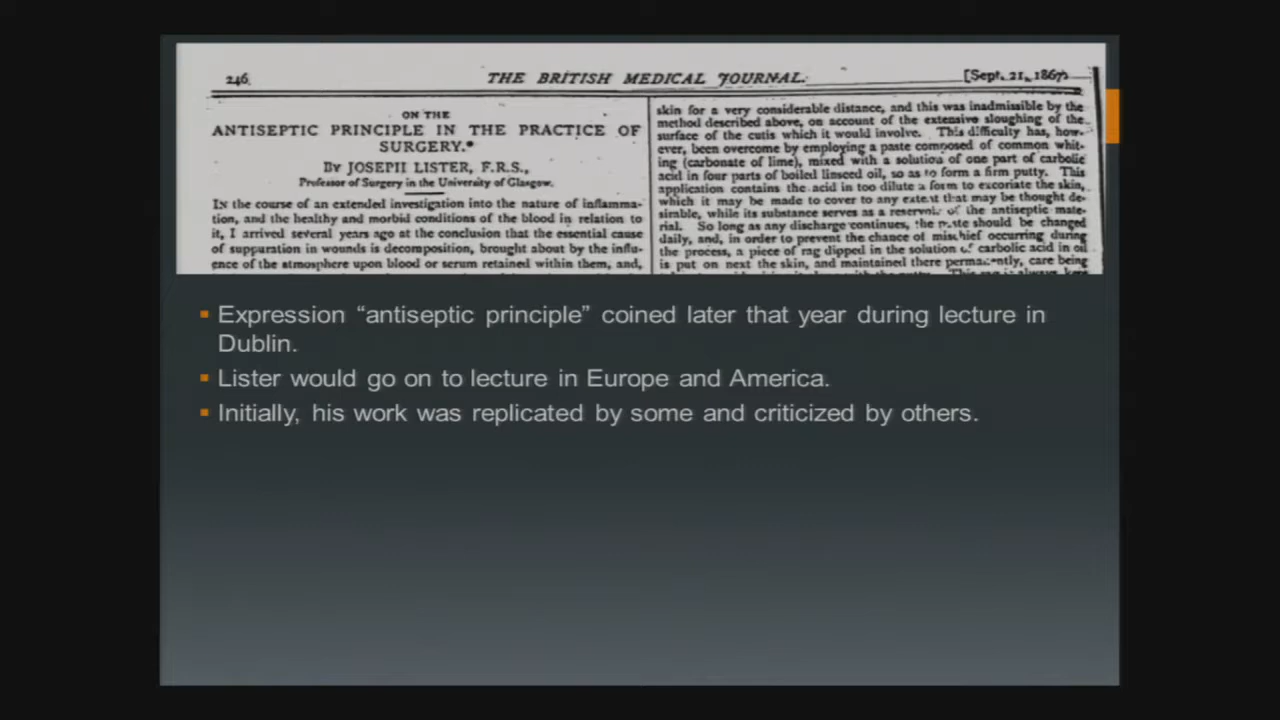 246
THE BRITISH MEDICAL JOURNAL.
[Sept. 21, 1867
ON THE
ANTISEPTIC PRINCIPLE IN THE PRACTICE OF
SURGERY.*
By JOSEPH LISTER, F.R.S.,
Professor of Surgery in the University of Glasgow.
IN the course of an extended investigation into the nature of inflamma-
tion, and the healthy and morbid conditions of the blood in relation to
it, I arrived several years ago at the conclusion that the essential cause
of suppuration in wounds is decomposition, brought about by the influ-
ence of the atmosphere upon blood or serum retained within them, and,
skin for a very considerable distance, and this was inadmissible by the
method described above, on account of the extensive sloughing of the
surface of the cutis which it would involve. This difficulty has, how-
ever, been overcome by employing a paste composed of common whit-
ing (carbonate of lime), mixed with a solution of one part of carbolic
acid in four parts of boiled linseed oil, so as to form a firm putty. This
application contains the acid in too dilute a form to excoriate the skin,
which it may be made to cover to any extent that may be thought de-
sirable, while its substance serves as a reservoir of the antiseptic mate-
rial. So long as any discharge continues, the paste should be changed
daily, and, in order to prevent the chance of mischief occurring during
the process, a piece of rag dipped in the solution of carbolic acid in oil
is put on next the skin, and maintained there permanently, care being
Expression “antiseptic principle” coined later that year during lecture in
Dublin.
Lister would go on to lecture in Europe and America.
Initially, his work was replicated by some and criticized by others.